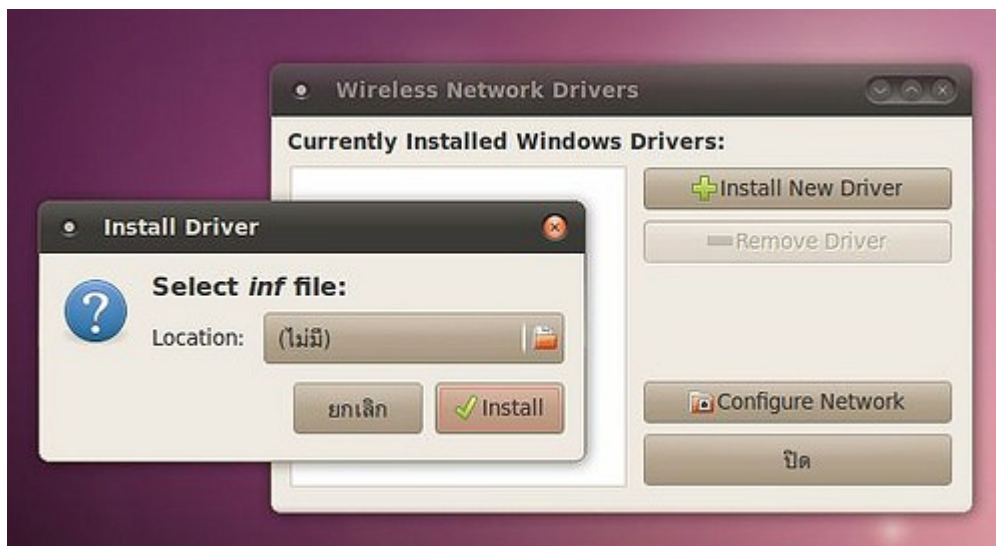 Wireless Network Drivers
Currently Installed Windows Drivers:
Install New Driver
Remove Driver
Install Driver
Select inf file:
Location:
(ไม่มี)
ยกเลิก
Install
Configure Network
ปิด